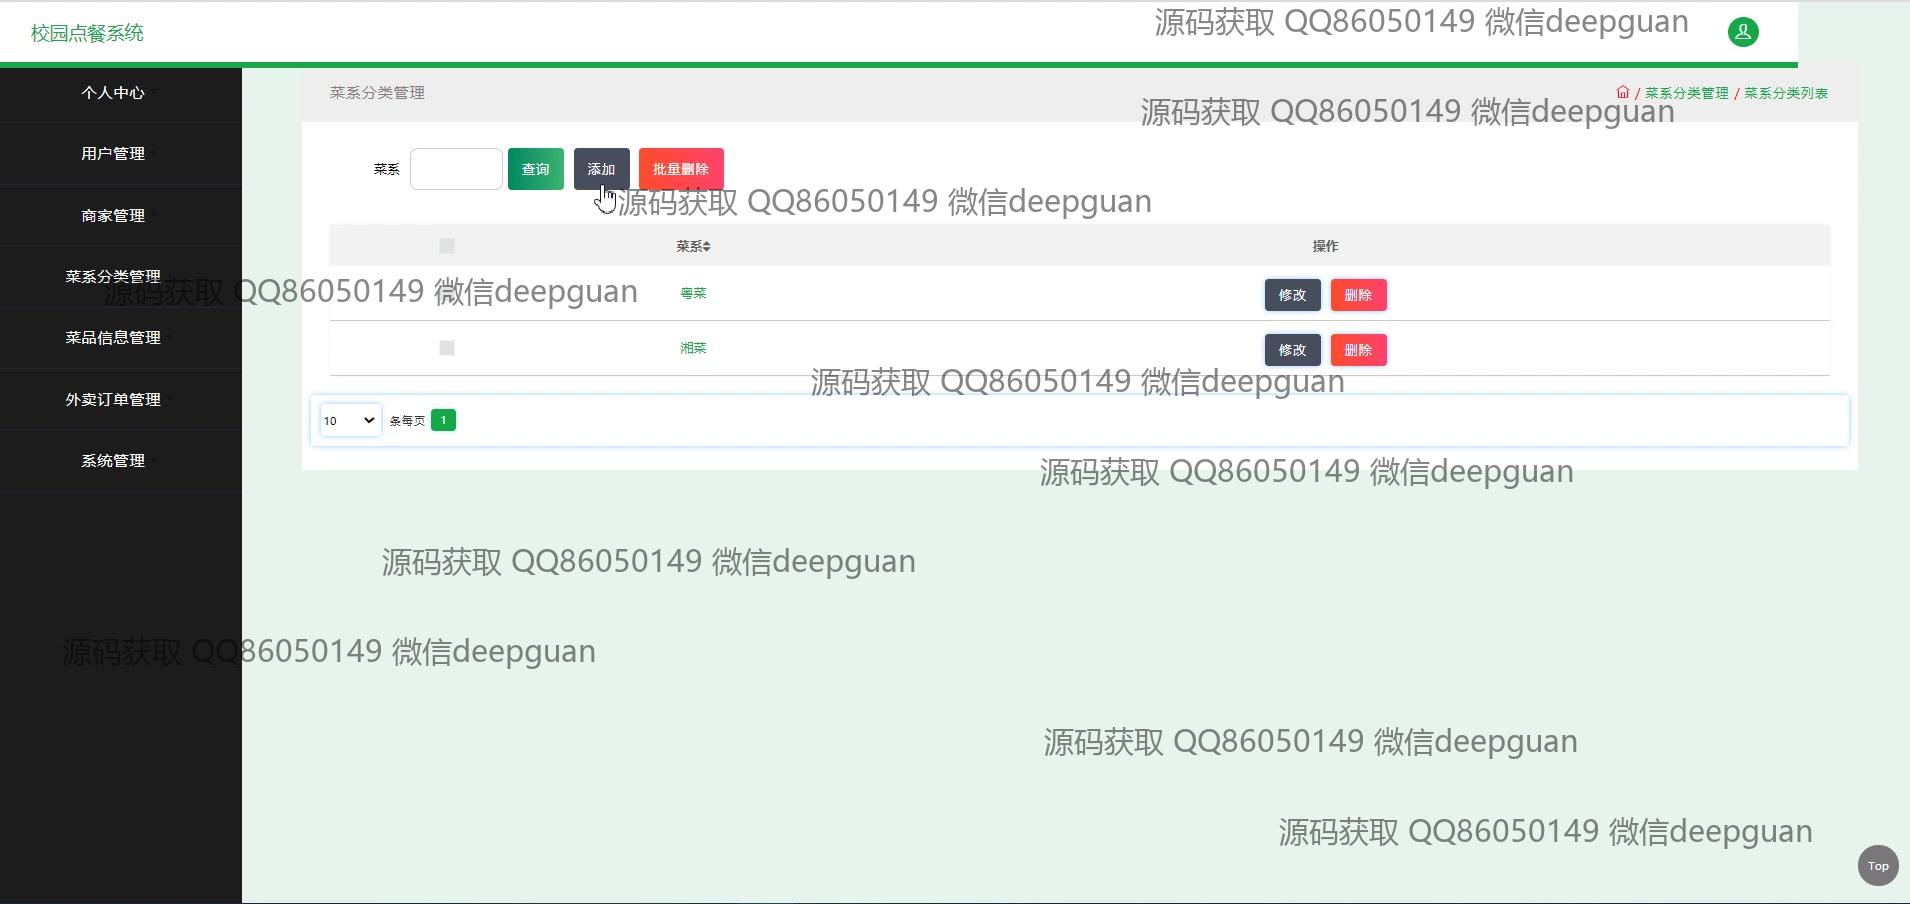 校园点餐系统
源码获取 QQ86050149 微信deepguan
个人中心
用户管理
商家管理
菜系分类管理
菜品信息管理
外卖订单管理
系统管理
菜系分类管理
/ 菜系分类管理 / 菜系分类列表
源码获取 QQ86050149 微信deepguan
菜系
查询
添加
批量删除
源码获取 QQ86050149 微信deepguan
菜系
操作
源码获取 QQ86050149 微信deepguan
粤菜
修改
删除
湘菜
修改
删除
源码获取 QQ86050149 微信deepguan
10
条每页
1
源码获取 QQ86050149 微信deepguan
源码获取 QQ86050149 微信deepguan
源码获取 QQ86050149 微信deepguan
源码获取 QQ86050149 微信deepguan
源码获取 QQ86050149 微信deepguan
Top